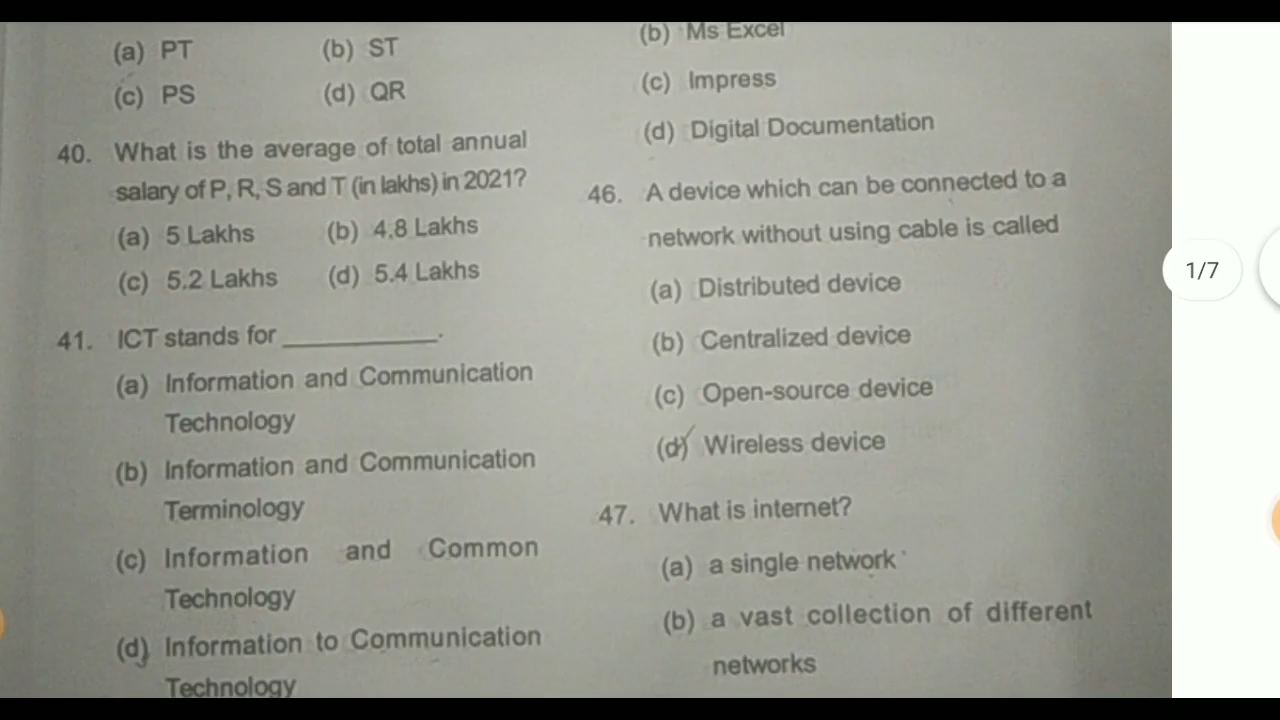 (a) PT (b) ST
(c) PS (d) QR
40. What is the average of total annual
salary of P, R, S and T (in lakhs) in 2021?
(a) 5 Lakhs (b) 4.8 Lakhs
(c) 5.2 Lakhs (d) 5.4 Lakhs
41. ICT stands for __________.
(a) Information and Communication
Technology
(b) Information and Communication
Terminology
(c) Information and Common
Technology
(d) Information to Communication
Technology
(b) Ms Excel
(c) Impress
(d) Digital Documentation
46. A device which can be connected to a
network without using cable is called
(a) Distributed device
(b) Centralized device
(c) Open-source device
(d) Wireless device
47. What is internet?
(a) a single network
(b) a vast collection of different
networks
1/7